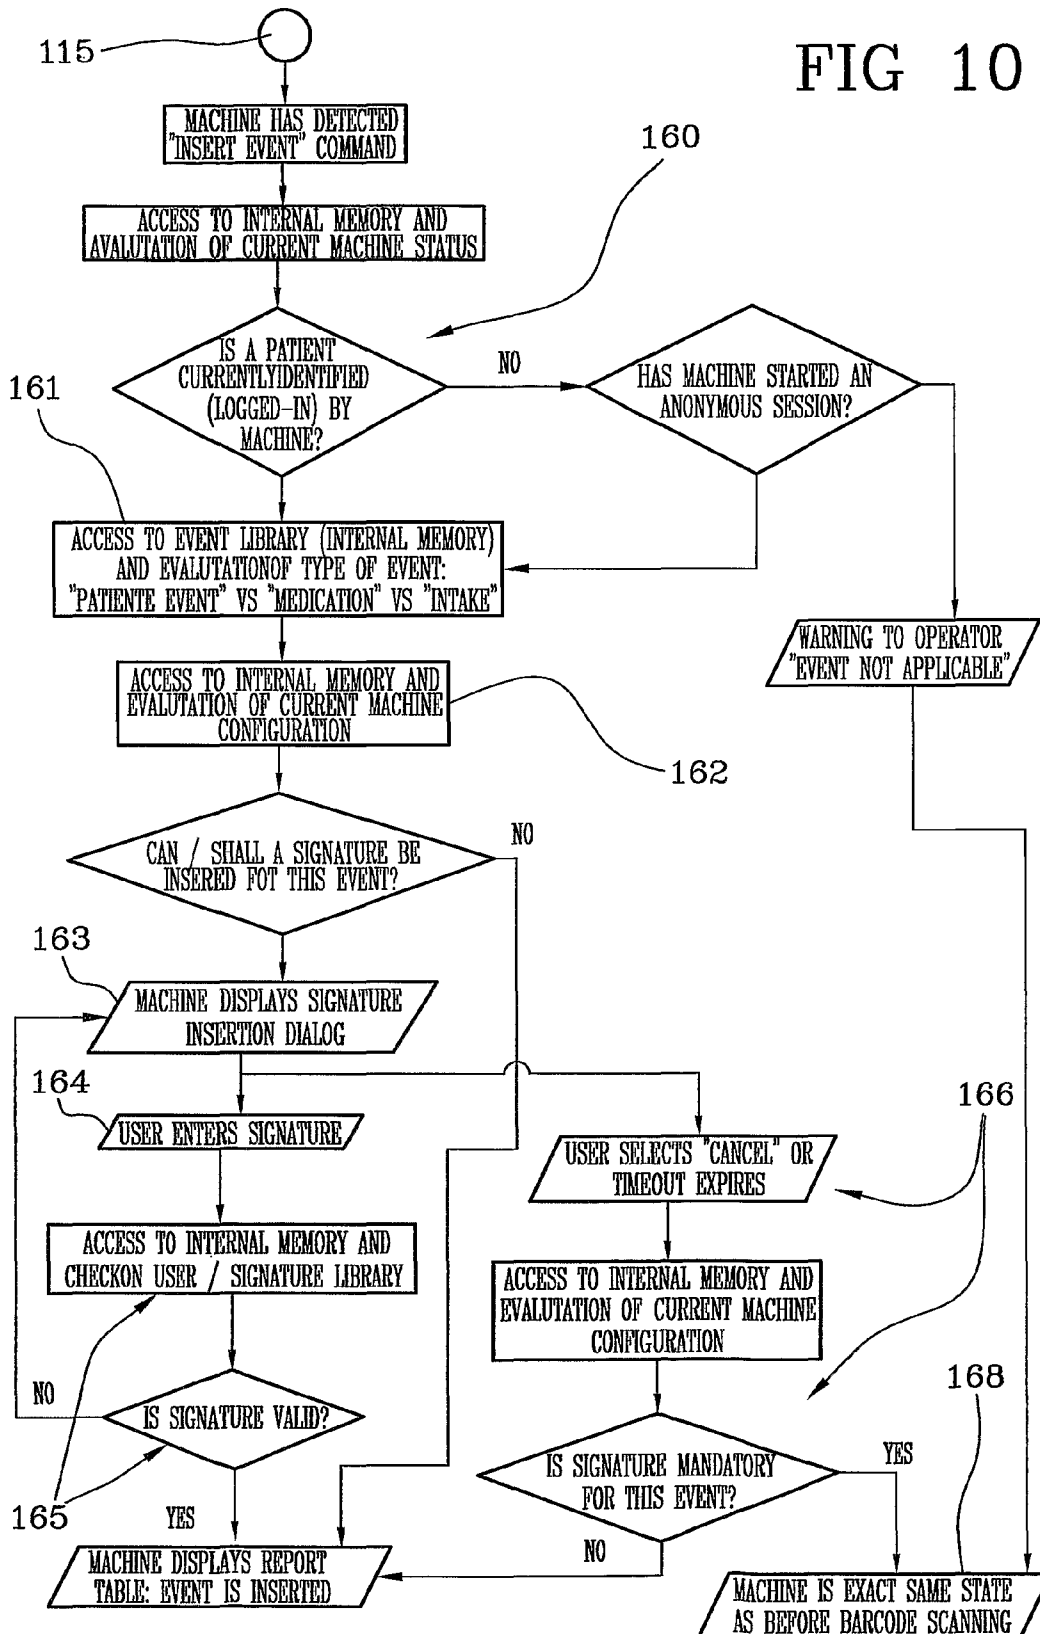 115
FIG 10
MACHINE HAS DETECTED
"INSERT EVENT" COMMAND
160
ACCESS TO INTERNAL MEMORY AND
AVALUTATION OF CURRENT MACHINE STATUS
IS A PATIENT
CURRENTLYIDENTIFIED
(LOGGED-IN) BY
MACHINE?
NO
HAS MACHINE STARTED AN
ANONYMOUS SESSION?
161
ACCESS TO EVENT LIBRARY (INTERNAL MEMORY)
AND EVALUTATIONOF TYPE OF EVENT:
"PATIENTE EVENT" VS "MEDICATION" VS "INTAKE"
WARNING TO OPERATOR
"EVENT NOT APPLICABLE"
ACCESS TO INTERNAL MEMORY AND
EVALUTATION OF CURRENT MACHINE
CONFIGURATION
162
CAN / SHALL A SIGNATURE BE
INSERED FOT THIS EVENT?
NO
163
MACHINE DISPLAYS SIGNATURE
INSERTION DIALOG
164
USER ENTERS SIGNATURE
166
USER SELECTS "CANCEL" OR
TIMEOUT EXPIRES
ACCESS TO INTERNAL MEMORY AND
CHECKON USER / SIGNATURE LIBRARY
ACCESS TO INTERNAL MEMORY AND
EVALUTATION OF CURRENT MACHINE
CONFIGURATION
168
NO
IS SIGNATURE VALID?
IS SIGNATURE MANDATORY
FOR THIS EVENT?
YES
165
YES
NO
MACHINE DISPLAYS REPORT
TABLE: EVENT IS INSERTED
MACHINE IS EXACT SAME STATE
AS BEFORE BARCODE SCANNING